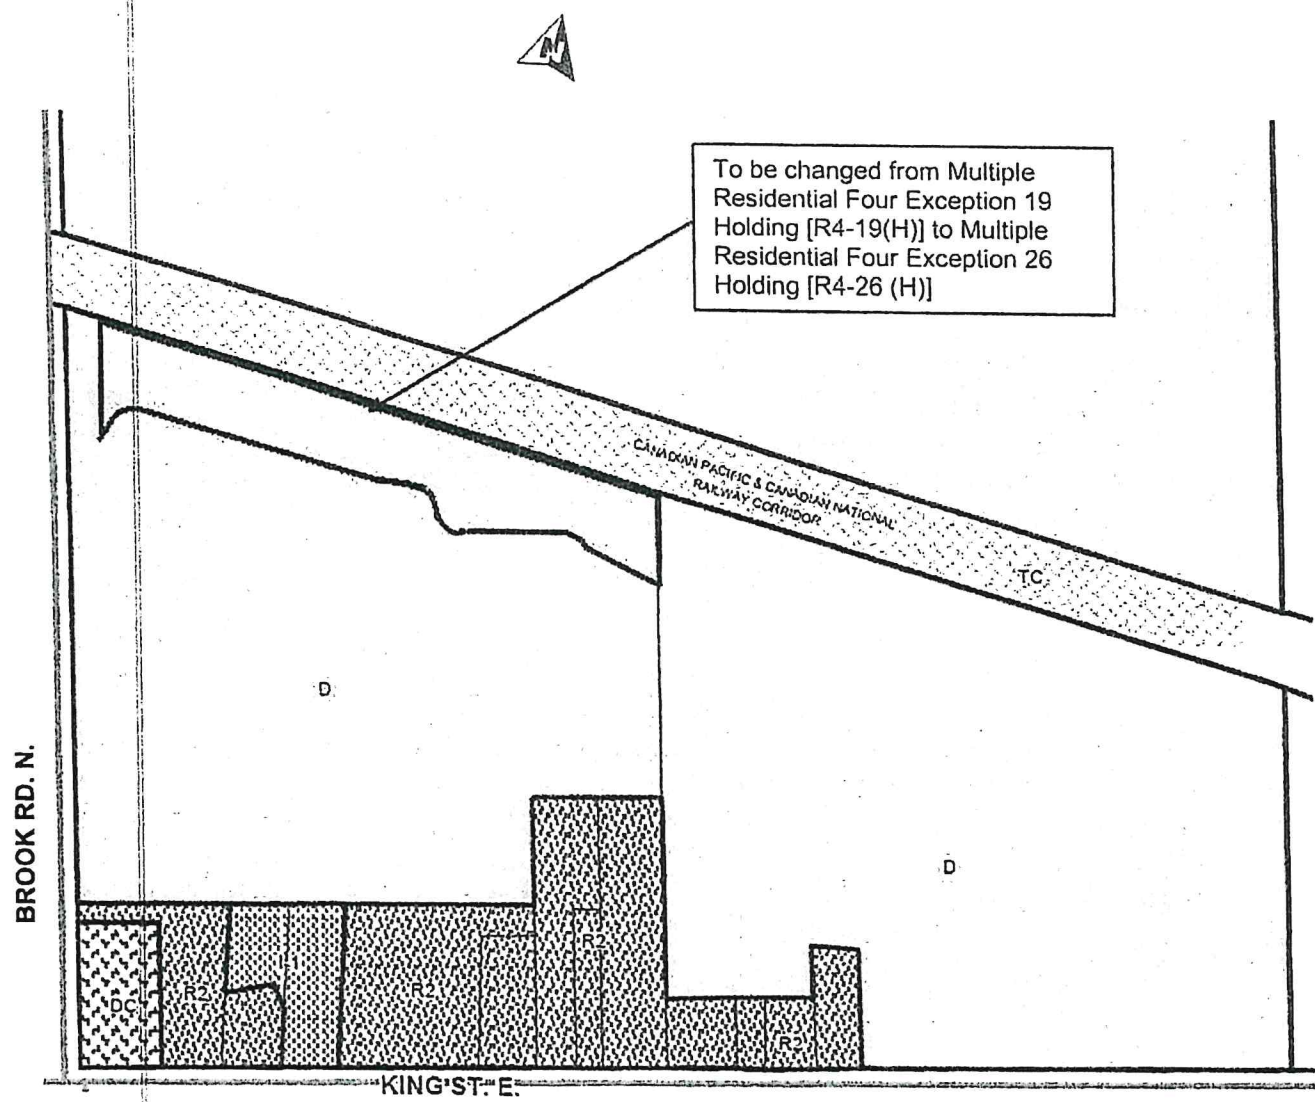 N
To be changed from Multiple
Residential Four Exception 19
Holding [R4-19(H)] to Multiple
Residential Four Exception 26
Holding [R4-26 (H)]
CANADIAN PACIFIC & CANADIAN NATIONAL
RAILWAY CORRIDOR
TC
D
D
BROOK RD. N.
R2
DC
R2
R2
R2
KING ST. E.